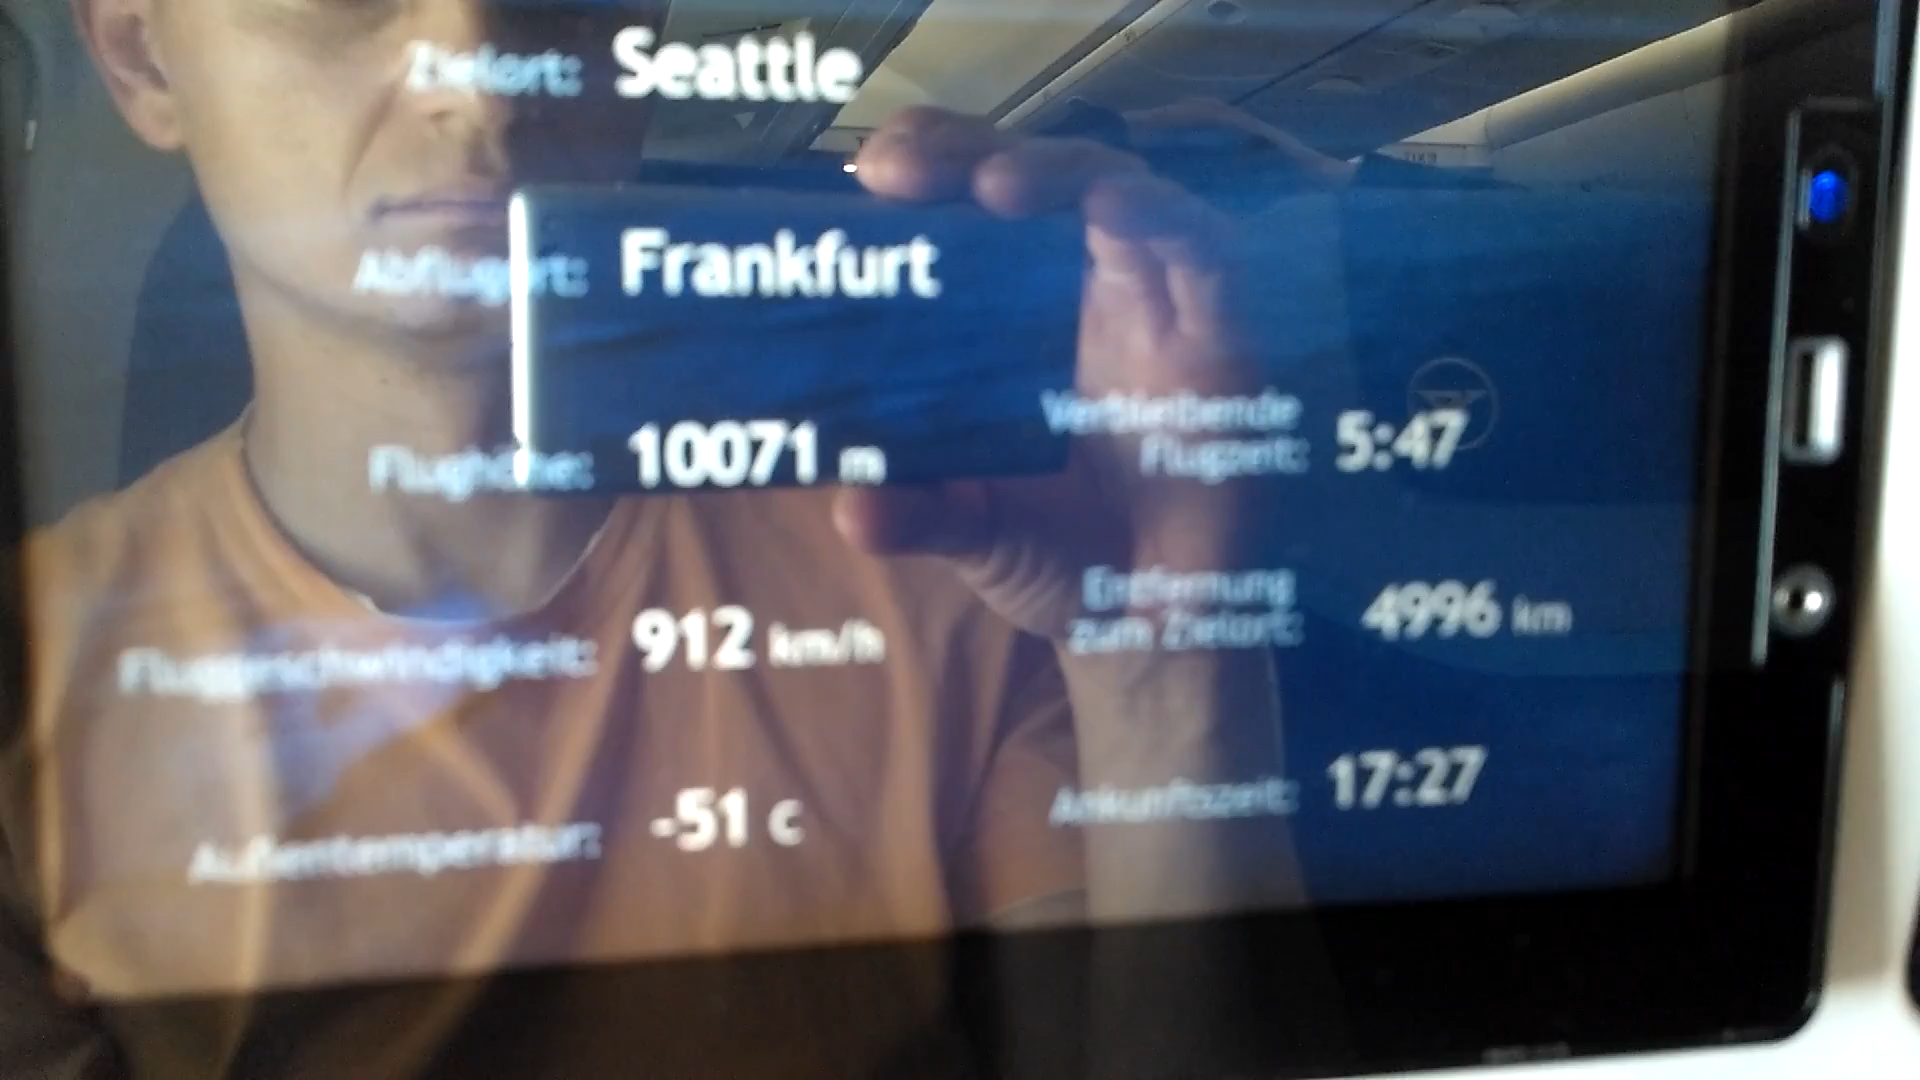 Zielort: Seattle
Abflugort: Frankfurt
Flughöhe: 10071 m
Fluggeschwindigkeit: 912 km/h
Außentemperatur: -51 c
Verbleibende
Flugzeit: 5:47
Entfernung
zum Zielort: 4996 km
Ankunftszeit: 17:27